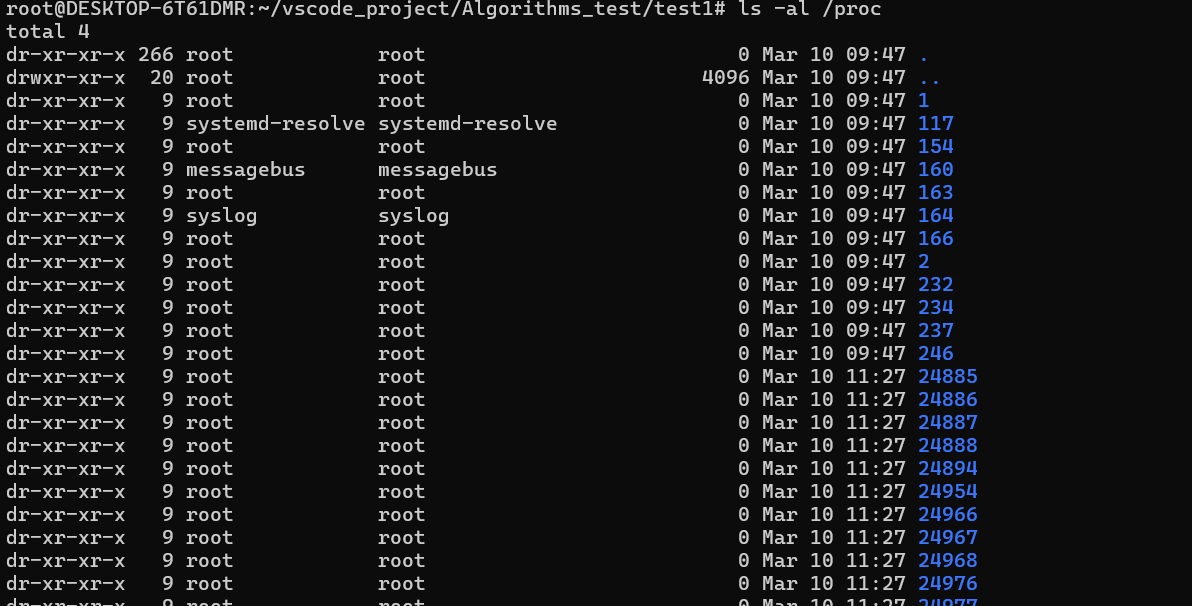 root@DESKTOP-6T61DMR:~/vscode_project/Algorithms_test/test1# ls -al /proc
total 4
dr-xr-xr-x 266 root            root                          0 Mar 10 09:47 .
drwxr-xr-x  20 root            root                       4096 Mar 10 09:47 ..
dr-xr-xr-x   9 root            root                          0 Mar 10 09:47 1
dr-xr-xr-x   9 systemd-resolve systemd-resolve               0 Mar 10 09:47 117
dr-xr-xr-x   9 root            root                          0 Mar 10 09:47 154
dr-xr-xr-x   9 messagebus      messagebus                    0 Mar 10 09:47 160
dr-xr-xr-x   9 root            root                          0 Mar 10 09:47 163
dr-xr-xr-x   9 syslog          syslog                        0 Mar 10 09:47 164
dr-xr-xr-x   9 root            root                          0 Mar 10 09:47 166
dr-xr-xr-x   9 root            root                          0 Mar 10 09:47 2
dr-xr-xr-x   9 root            root                          0 Mar 10 09:47 232
dr-xr-xr-x   9 root            root                          0 Mar 10 09:47 234
dr-xr-xr-x   9 root            root                          0 Mar 10 09:47 237
dr-xr-xr-x   9 root            root                          0 Mar 10 09:47 246
dr-xr-xr-x   9 root            root                          0 Mar 10 11:27 24885
dr-xr-xr-x   9 root            root                          0 Mar 10 11:27 24886
dr-xr-xr-x   9 root            root                          0 Mar 10 11:27 24887
dr-xr-xr-x   9 root            root                          0 Mar 10 11:27 24888
dr-xr-xr-x   9 root            root                          0 Mar 10 11:27 24894
dr-xr-xr-x   9 root            root                          0 Mar 10 11:27 24954
dr-xr-xr-x   9 root            root                          0 Mar 10 11:27 24966
dr-xr-xr-x   9 root            root                          0 Mar 10 11:27 24967
dr-xr-xr-x   9 root            root                          0 Mar 10 11:27 24968
dr-xr-xr-x   9 root            root                          0 Mar 10 11:27 24976
dr-xr-xr-x   9 root            root                          0 Mar 10 11:27 24977